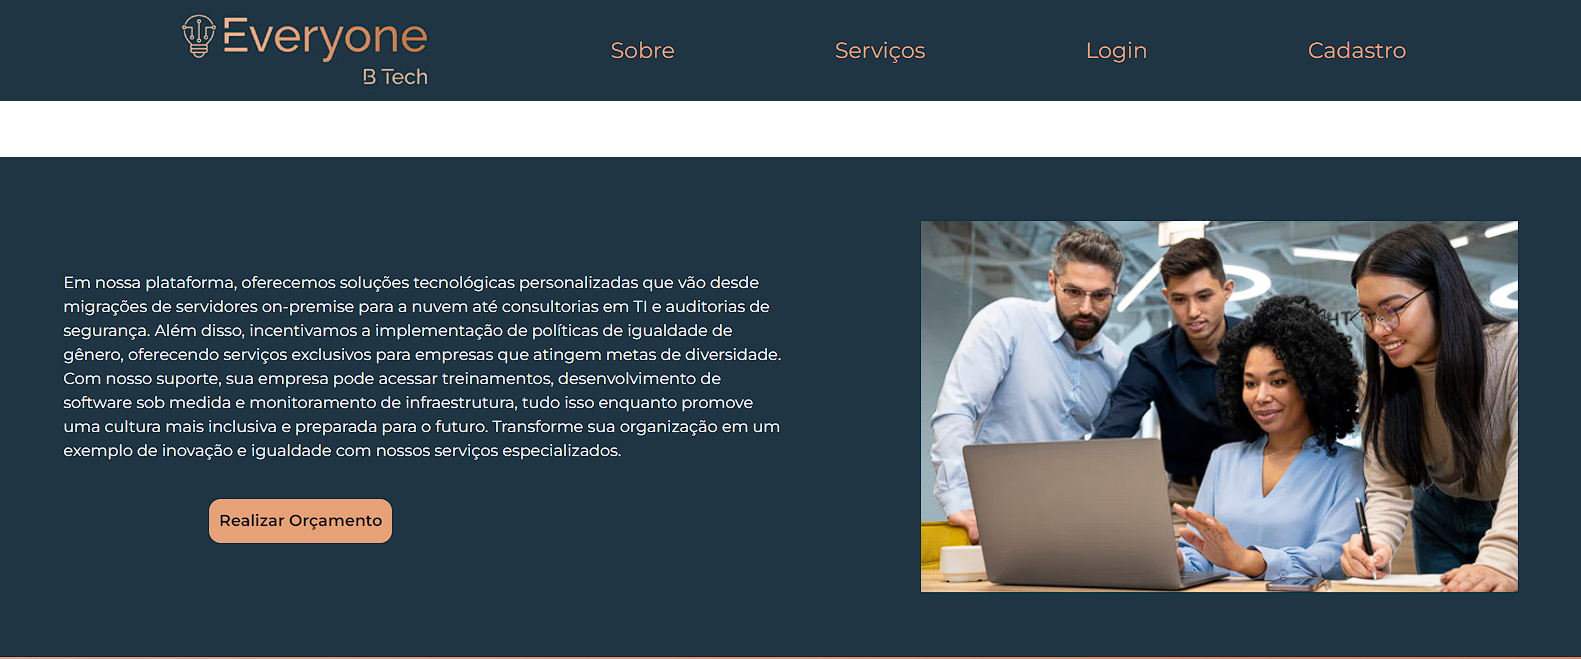 Everyone
B Tech
Sobre
Serviços
Login
Cadastro
Em nossa plataforma, oferecemos soluções tecnológicas personalizadas que vão desde
migrações de servidores on-premise para a nuvem até consultorias em TI e auditorias de
segurança. Além disso, incentivamos a implementação de políticas de igualdade de
gênero, oferecendo serviços exclusivos para empresas que atingem metas de diversidade.
Com nosso suporte, sua empresa pode acessar treinamentos, desenvolvimento de
software sob medida e monitoramento de infraestrutura, tudo isso enquanto promove
uma cultura mais inclusiva e preparada para o futuro. Transforme sua organização em um
exemplo de inovação e igualdade com nossos serviços especializados.
Realizar Orçamento